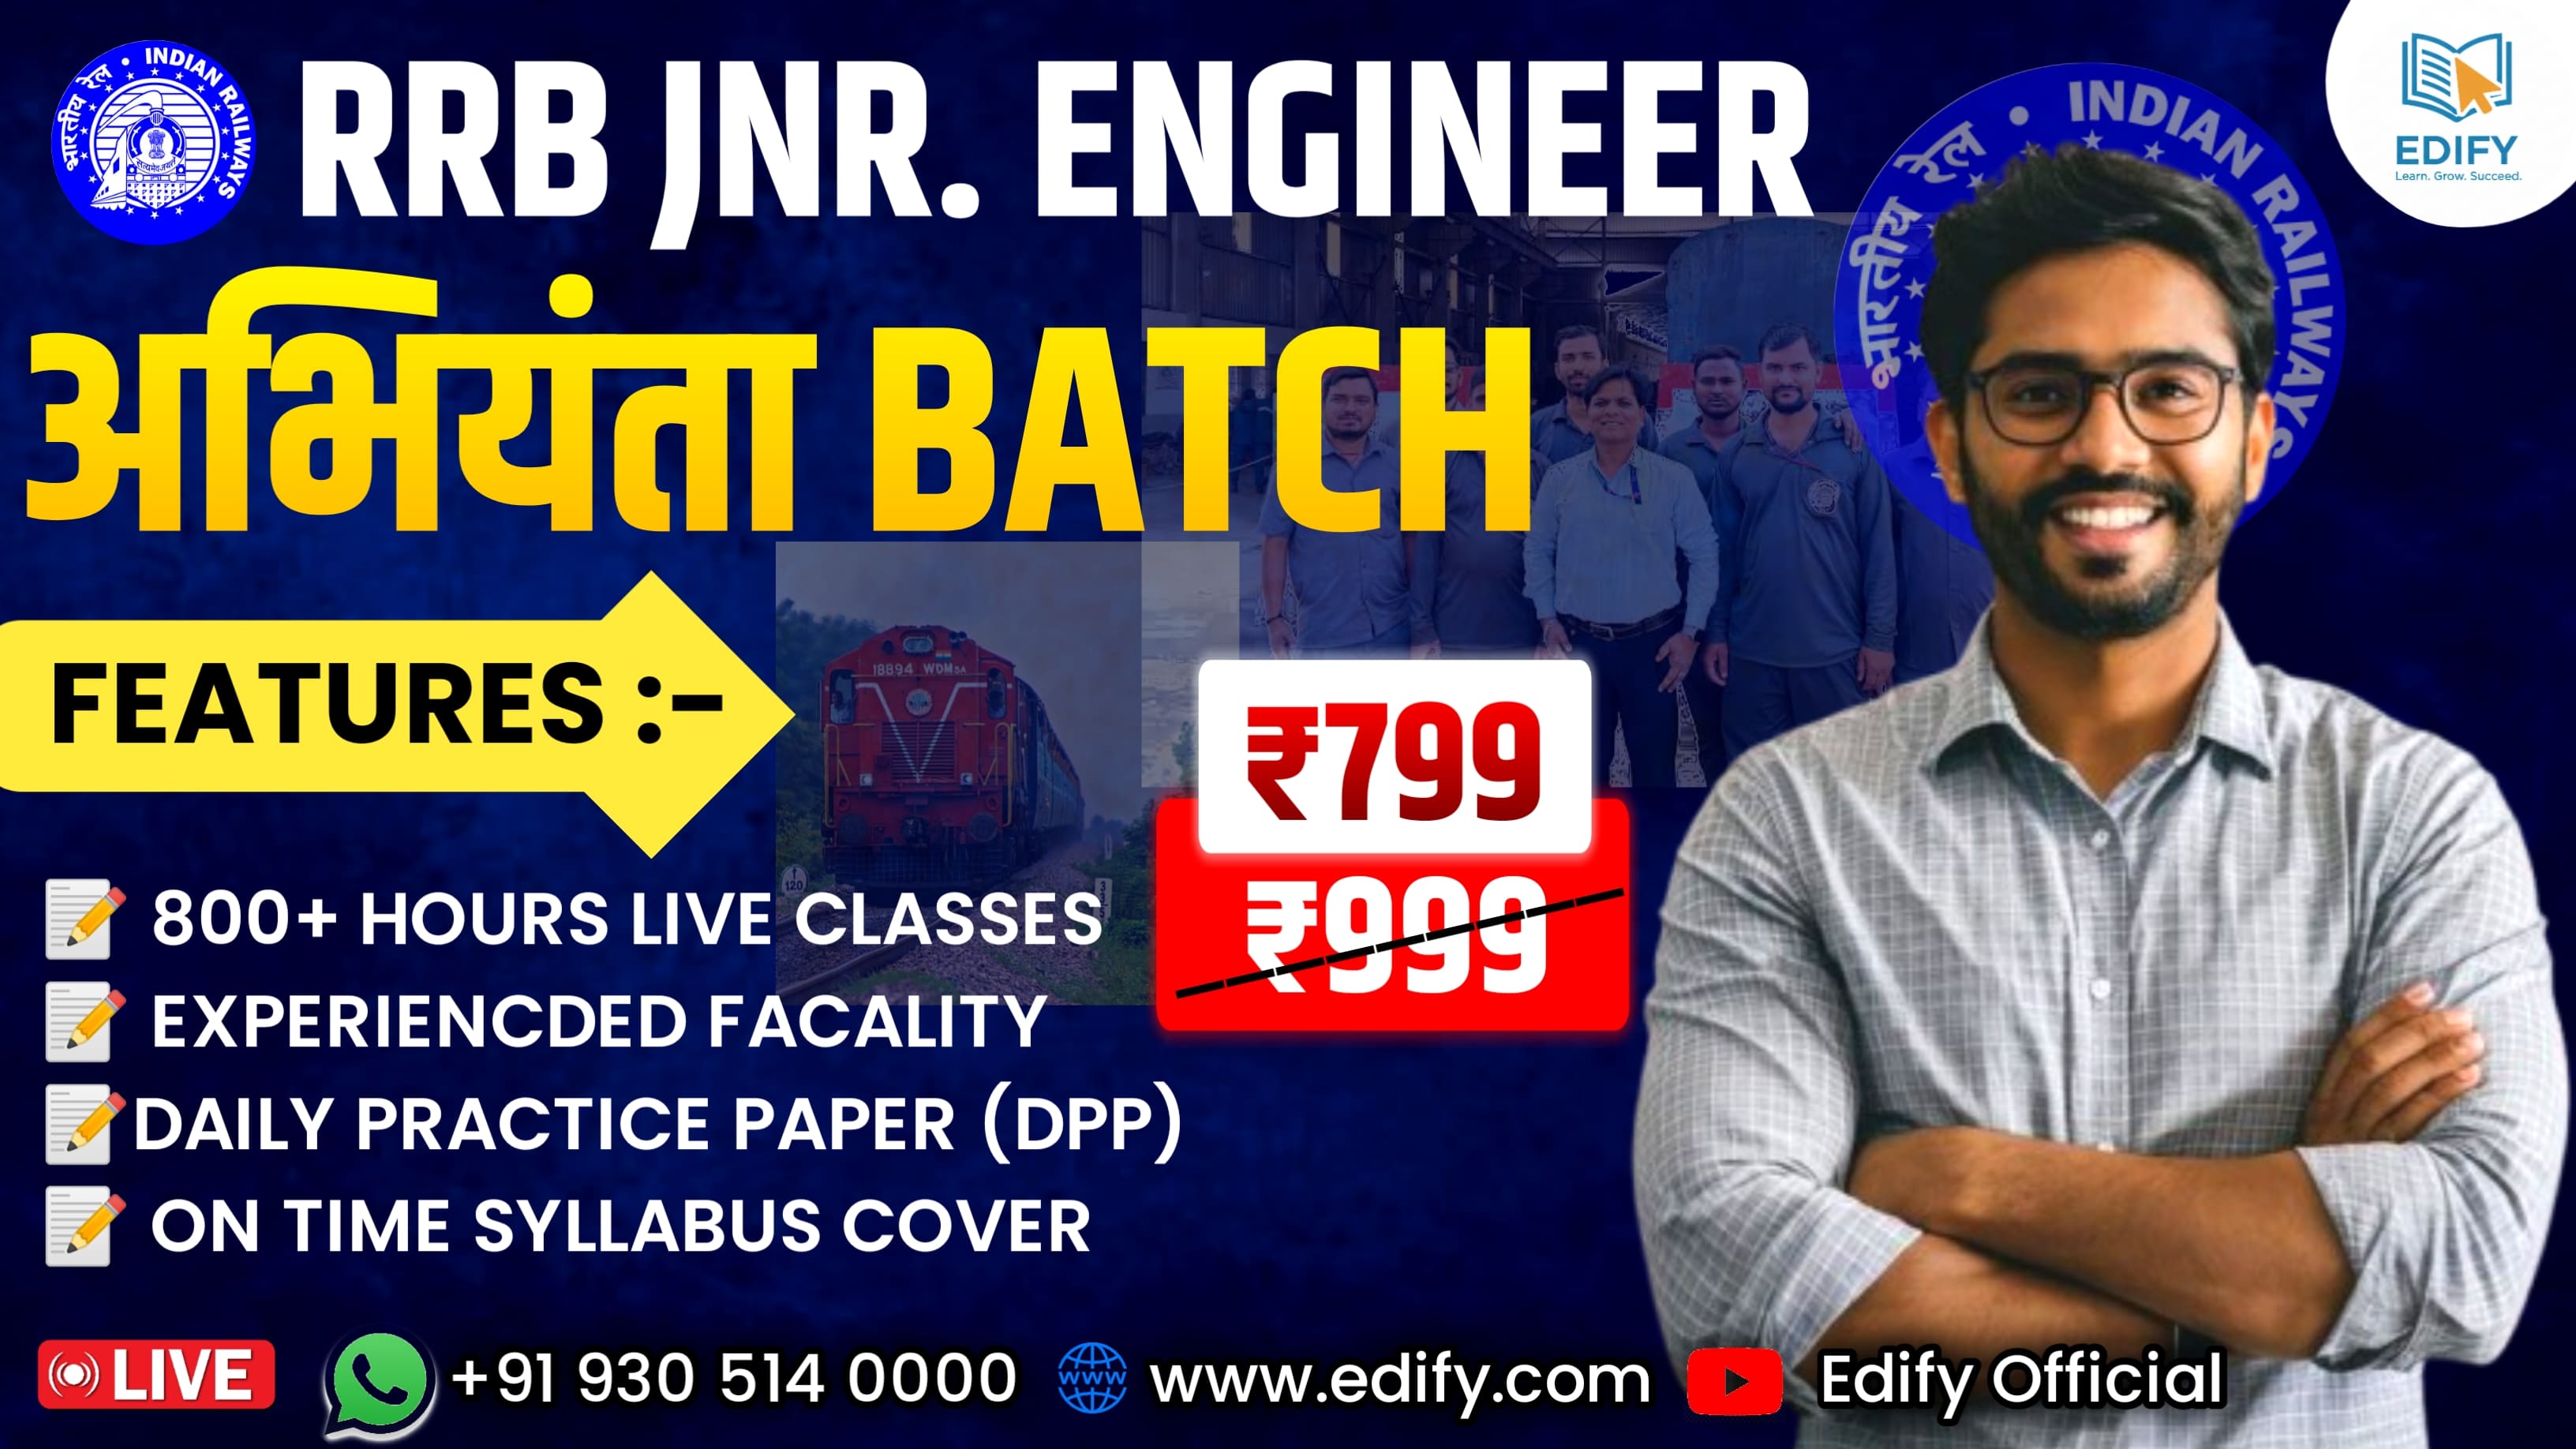 भारतीय रेल • INDIAN RAILWAYS
RRB JNR. ENGINEER
INDIAN RAILWAYS
भारतीय रेल
EDIFY
Learn. Grow. Succeed.
अभियंता BATCH
FEATURES :-
18894 WDM3A
120
₹799
₹999
📝 800+ HOURS LIVE CLASSES
📝 EXPERIENCDED FACALITY
📝 DAILY PRACTICE PAPER (DPP)
📝 ON TIME SYLLABUS COVER
LIVE
+91 930 514 0000
www
www.edify.com
Edify Official